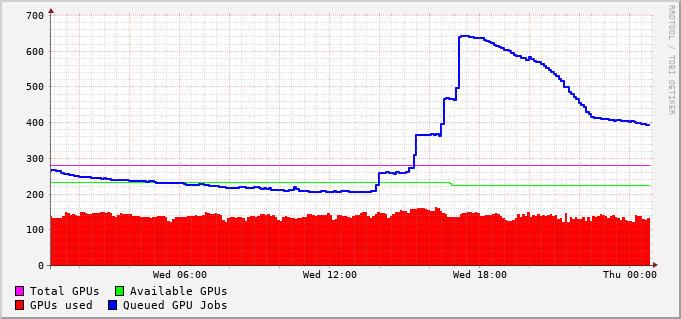 700
600
500
400
300
200
100
0
Wed 06:00 Wed 12:00 Wed 18:00 Thu 00:00
Total GPUs Available GPUs
GPUs used Queued GPU Jobs
RRDTOOL / TOBI OETIKER